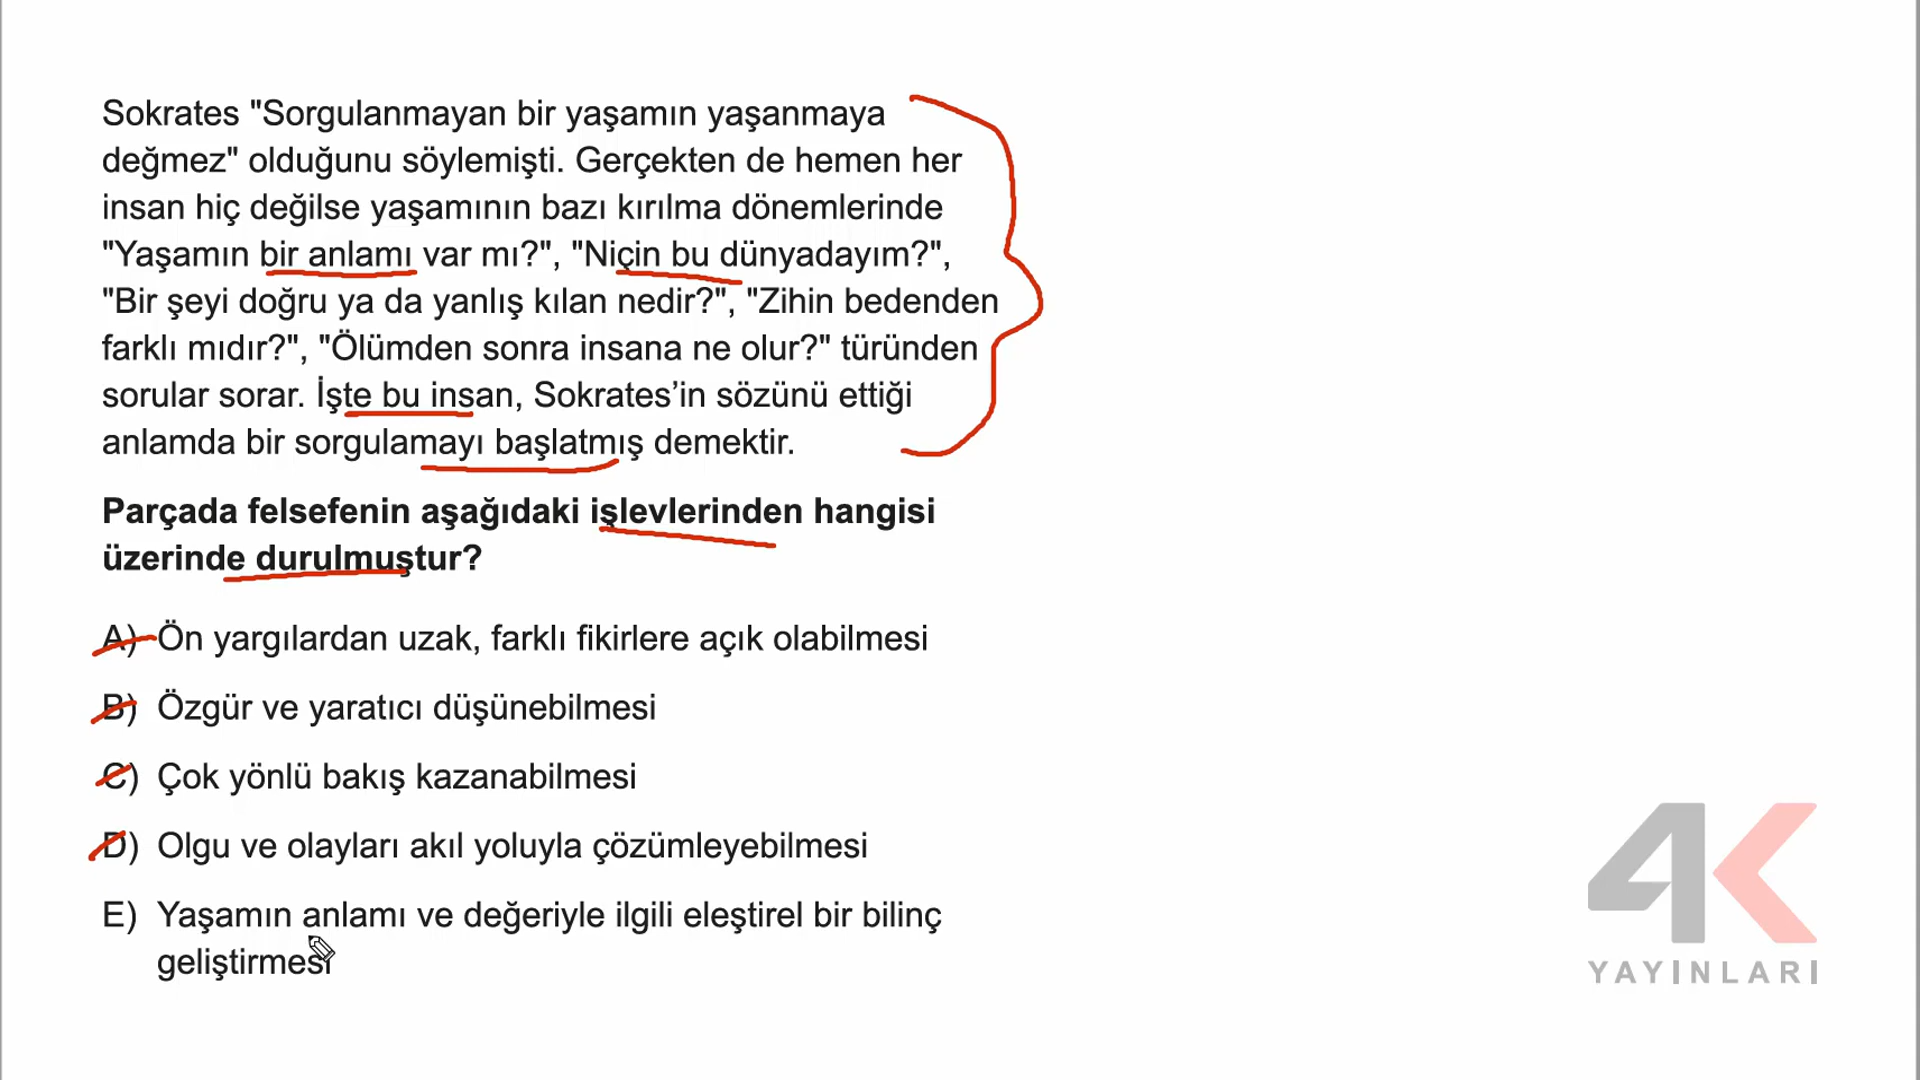 Sokrates "Sorgulanmayan bir yaşamın yaşanmaya
değmez" olduğunu söylemişti. Gerçekten de hemen her
insan hiç değilse yaşamının bazı kırılma dönemlerinde
"Yaşamın bir anlamı var mı?", "Niçin bu dünyadayım?",
"Bir şeyi doğru ya da yanlış kılan nedir?", "Zihin bedenden
farklı mıdır?", "Ölümden sonra insana ne olur?" türünden
sorular sorar. İşte bu insan, Sokrates’in sözünü ettiği
anlamda bir sorgulamayı başlatmış demektir.
Parçada felsefenin aşağıdaki işlevlerinden hangisi
üzerinde durulmuştur?
A) Ön yargılardan uzak, farklı fikirlere açık olabilmesi
B) Özgür ve yaratıcı düşünebilmesi
C) Çok yönlü bakış kazanabilmesi
D) Olgu ve olayları akıl yoluyla çözümleyebilmesi
E) Yaşamın anlamı ve değeriyle ilgili eleştirel bir bilinç
geliştirmesi
4K
YAYINLARI